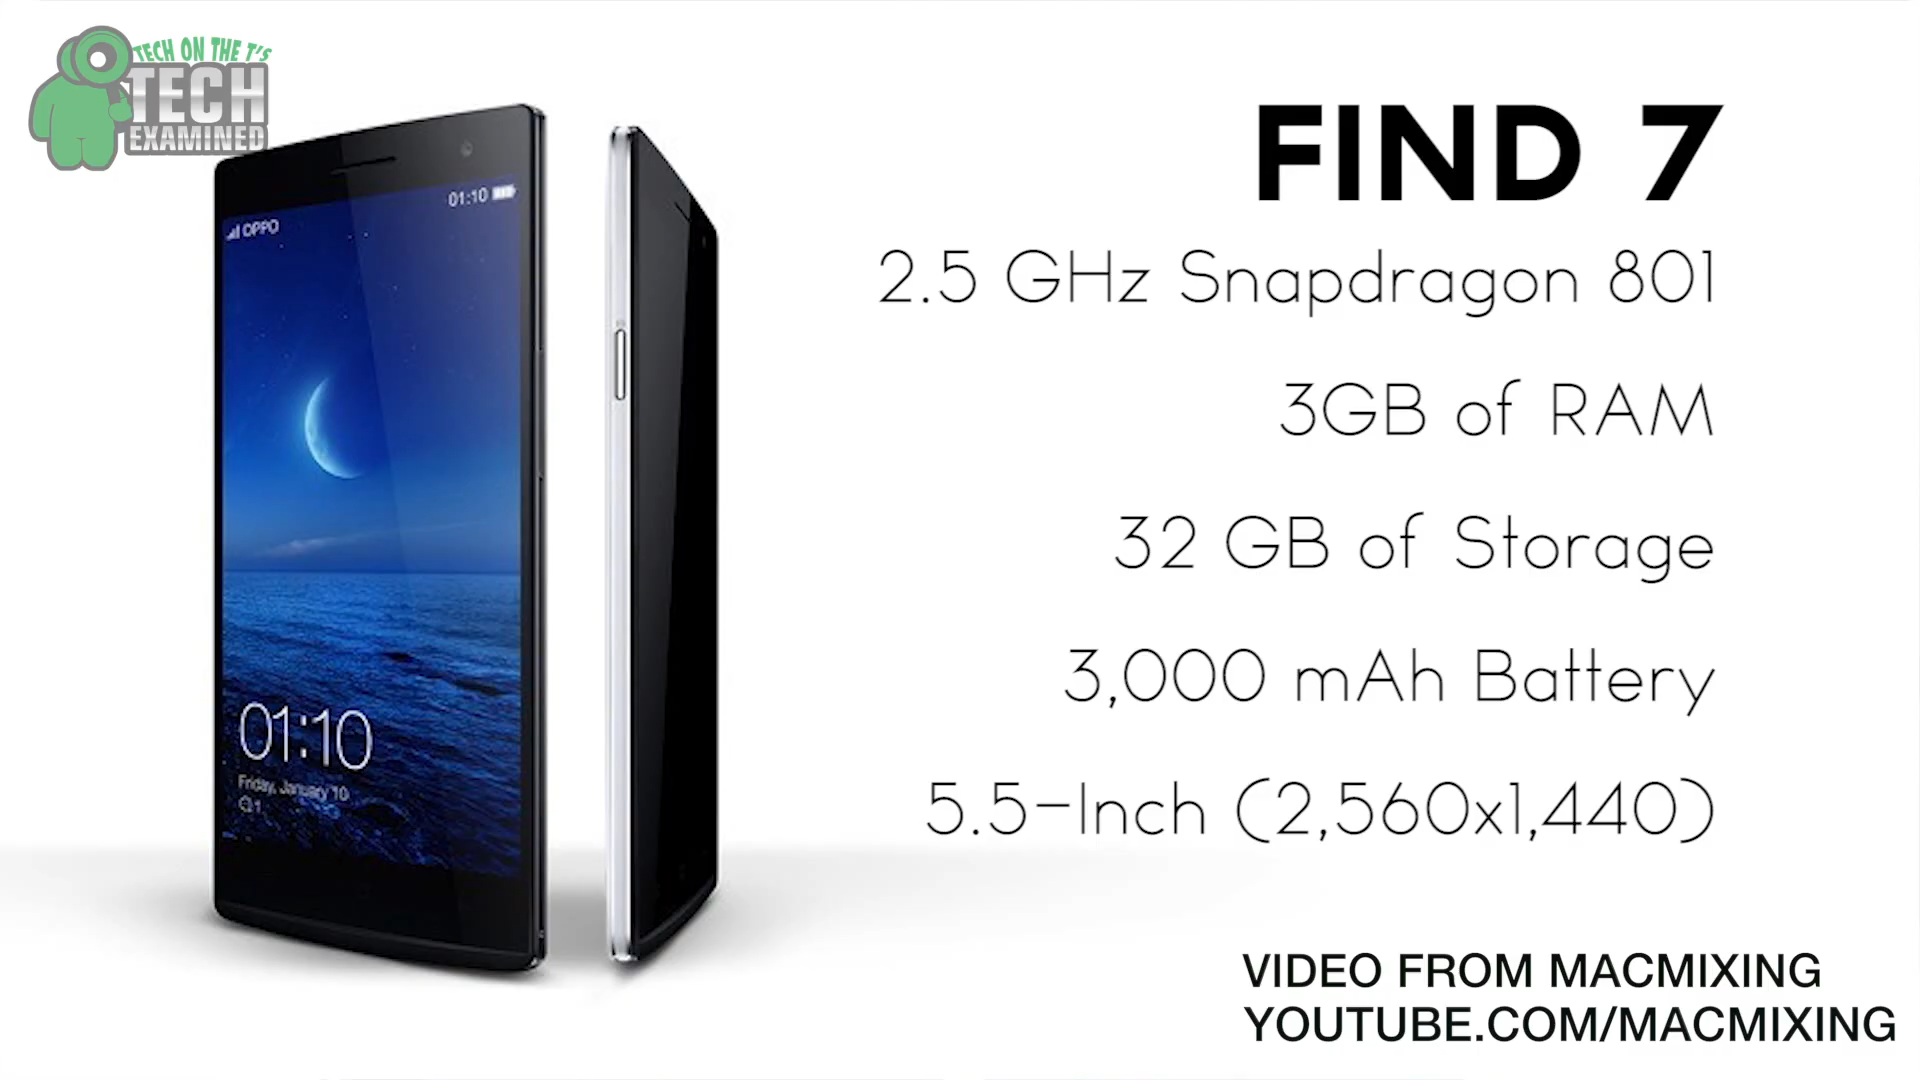 TECH ON THE T's
TECH
EXAMINED
OPPO
01:10
01:10
Friday, January 10
1
FIND 7
2.5 GHz Snapdragon 801
3GB of RAM
32 GB of Storage
3,000 mAh Battery
5.5-Inch (2,560x1,440)
VIDEO FROM MACMIXING
YOUTUBE.COM/MACMIXING